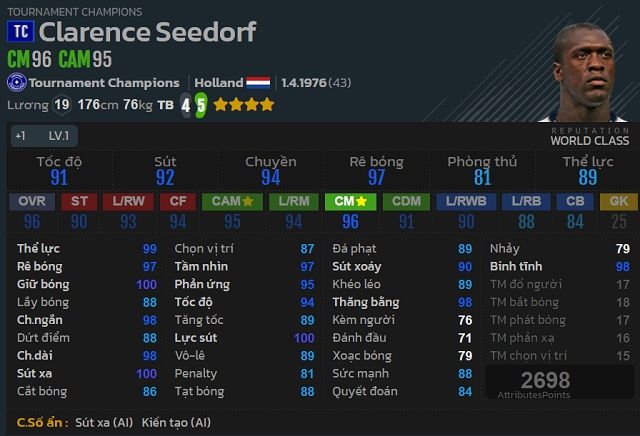 TOURNAMENT CHAMPIONS
TC Clarence Seedorf
CM 96 CAM 95
Tournament Champions Holland 1.4.1976 (43)
Lương 19 176cm 76kg TB 4 5
+1 LV.1
REPUTATION
WORLD CLASS
Tốc độ Sút Chuyền Rê bóng Phòng thủ Thể lực
91 92 94 97 81 89
OVR ST L/RW CF CAM L/RM CM CDM L/RWB L/RB CB GK
96 90 93 94 95 94 96 91 90 88 84 25
Thể lực 99 Chọn vị trí 87 Đá phạt 89 Nhảy 79
Rê bóng 97 Tầm nhìn 97 Sút xoáy 90 Bình tĩnh 98
Giữ bóng 100 Phản ứng 95 Khéo léo 89 TM đổ người 17
Lấy bóng 88 Tốc độ 94 Thăng bằng 98 TM bắt bóng 18
Ch.ngắn 98 Tăng tốc 89 Kèm người 76 TM phát bóng 17
Dứt điểm 88 Lực sút 100 Đánh đầu 71 TM phản xạ 16
Ch.dài 98 Vô-lê 89 Xoạc bóng 79 TM chọn vị trí 15
Sút xa 100 Penalty 81 Sức mạnh 88
Cắt bóng 86 Tạt bóng 88 Quyết đoán 84
2698
AttributesPoints
C.Số ẩn : Sút xa (AI) Kiến tạo (AI)